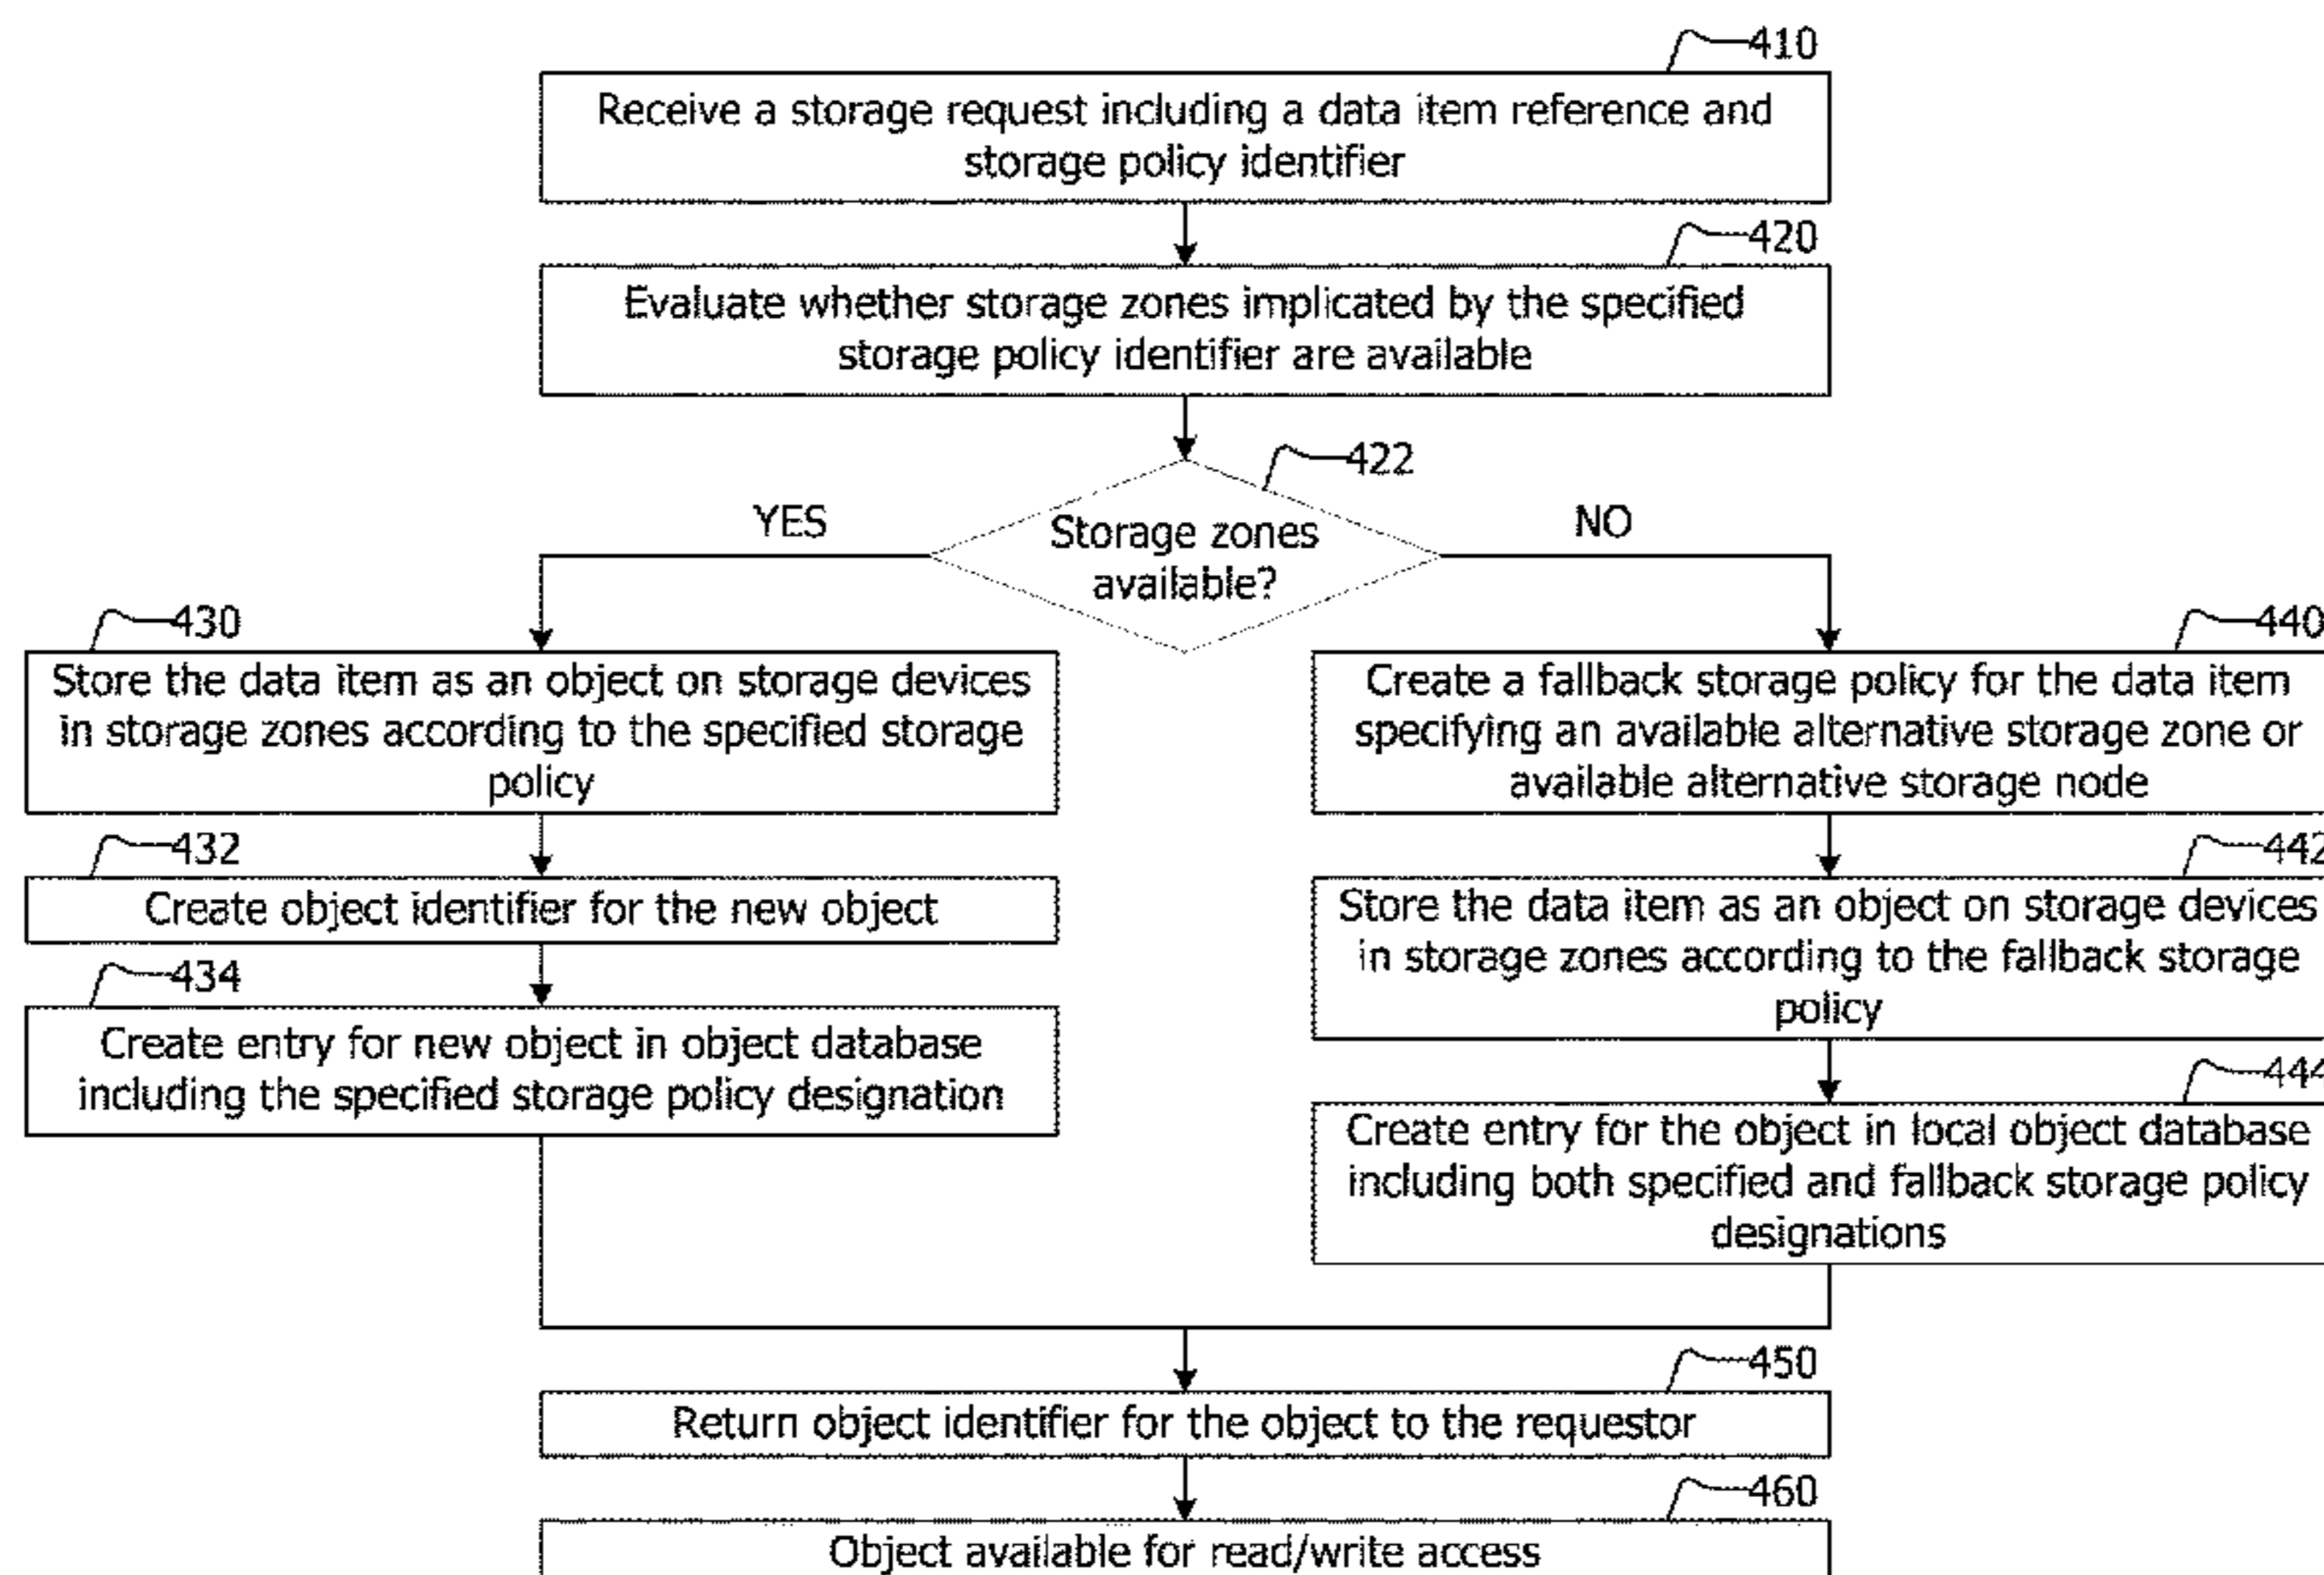 410
Receive a storage request including a data item reference and
storage policy identifier
420
Evaluate whether storage zones implicated by the specified
storage policy identifier are available
422
Storage zones
available?
YES
NO
430
Store the data item as an object on storage devices
in storage zones according to the specified storage
policy
432
Create object identifier for the new object
434
Create entry for new object in object database
including the specified storage policy designation
440
Create a fallback storage policy for the data item
specifying an available alternative storage zone or
available alternative storage node
442
Store the data item as an object on storage devices
in storage zones according to the fallback storage
policy
444
Create entry for the object in local object database
including both specified and fallback storage policy
designations
450
Return object identifier for the object to the requestor
460
Object available for read/write access